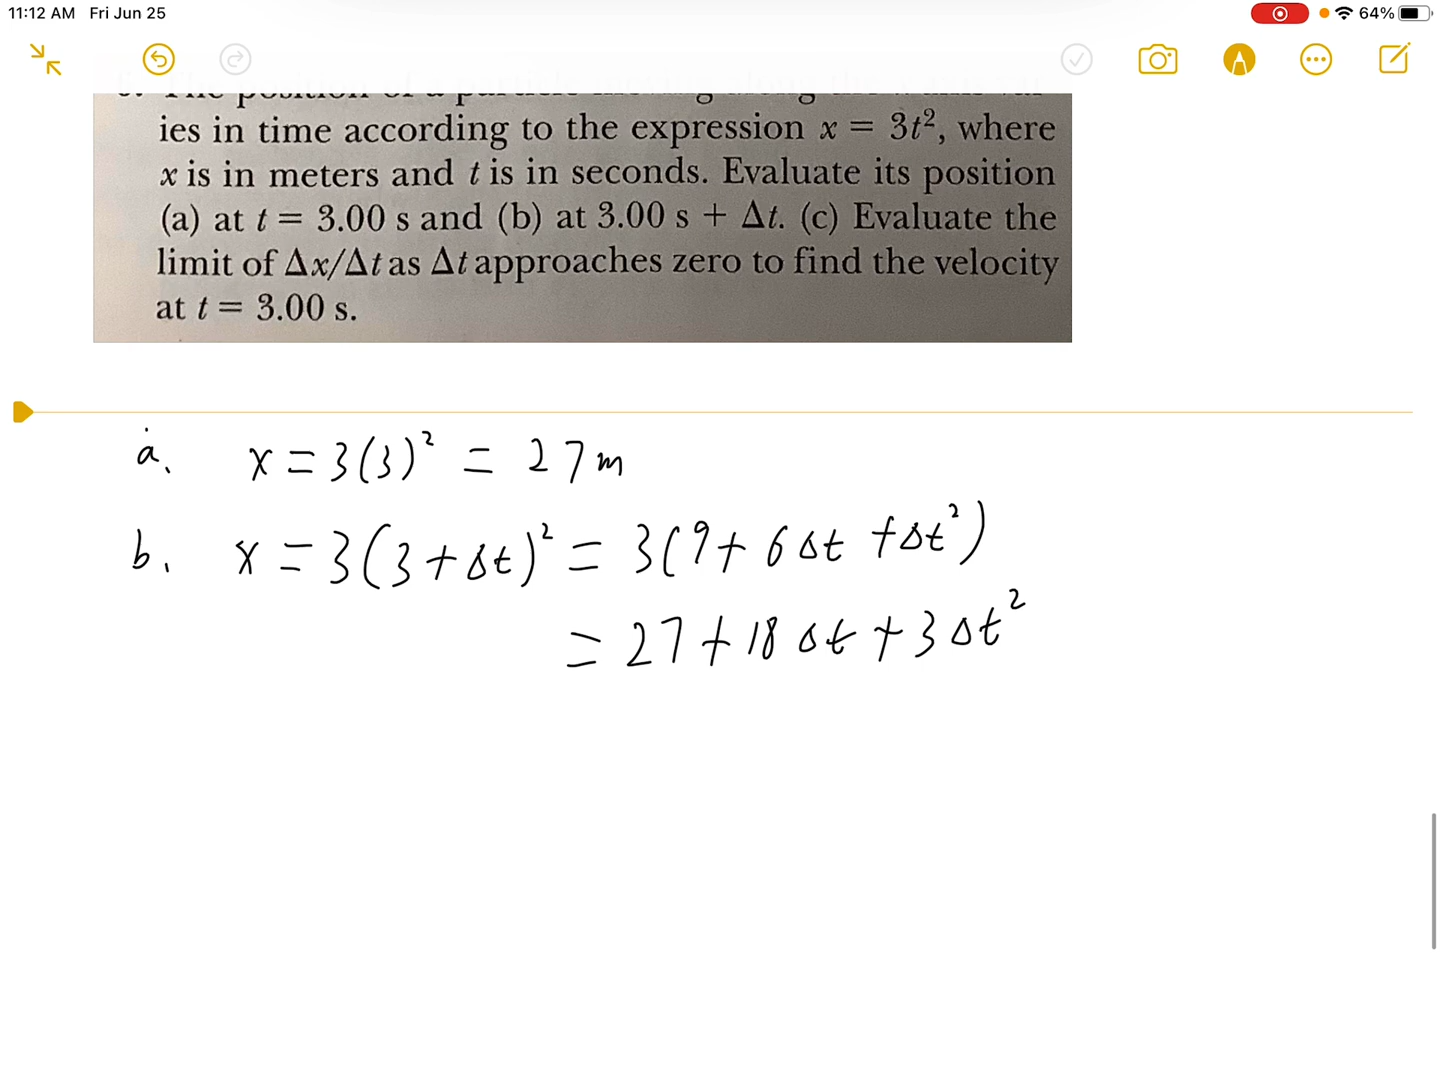 11:12 AM Fri Jun 25
64%
ies in time according to the expression x = 3t², where
x is in meters and t is in seconds. Evaluate its position
(a) at t = 3.00 s and (b) at 3.00 s + Δt. (c) Evaluate the
limit of Δx/Δt as Δt approaches zero to find the velocity
at t = 3.00 s.
a. x = 3(3)² = 27m
b. x = 3(3+Δt)² = 3(9+6Δt+Δt²)
= 27+18Δt+3Δt²